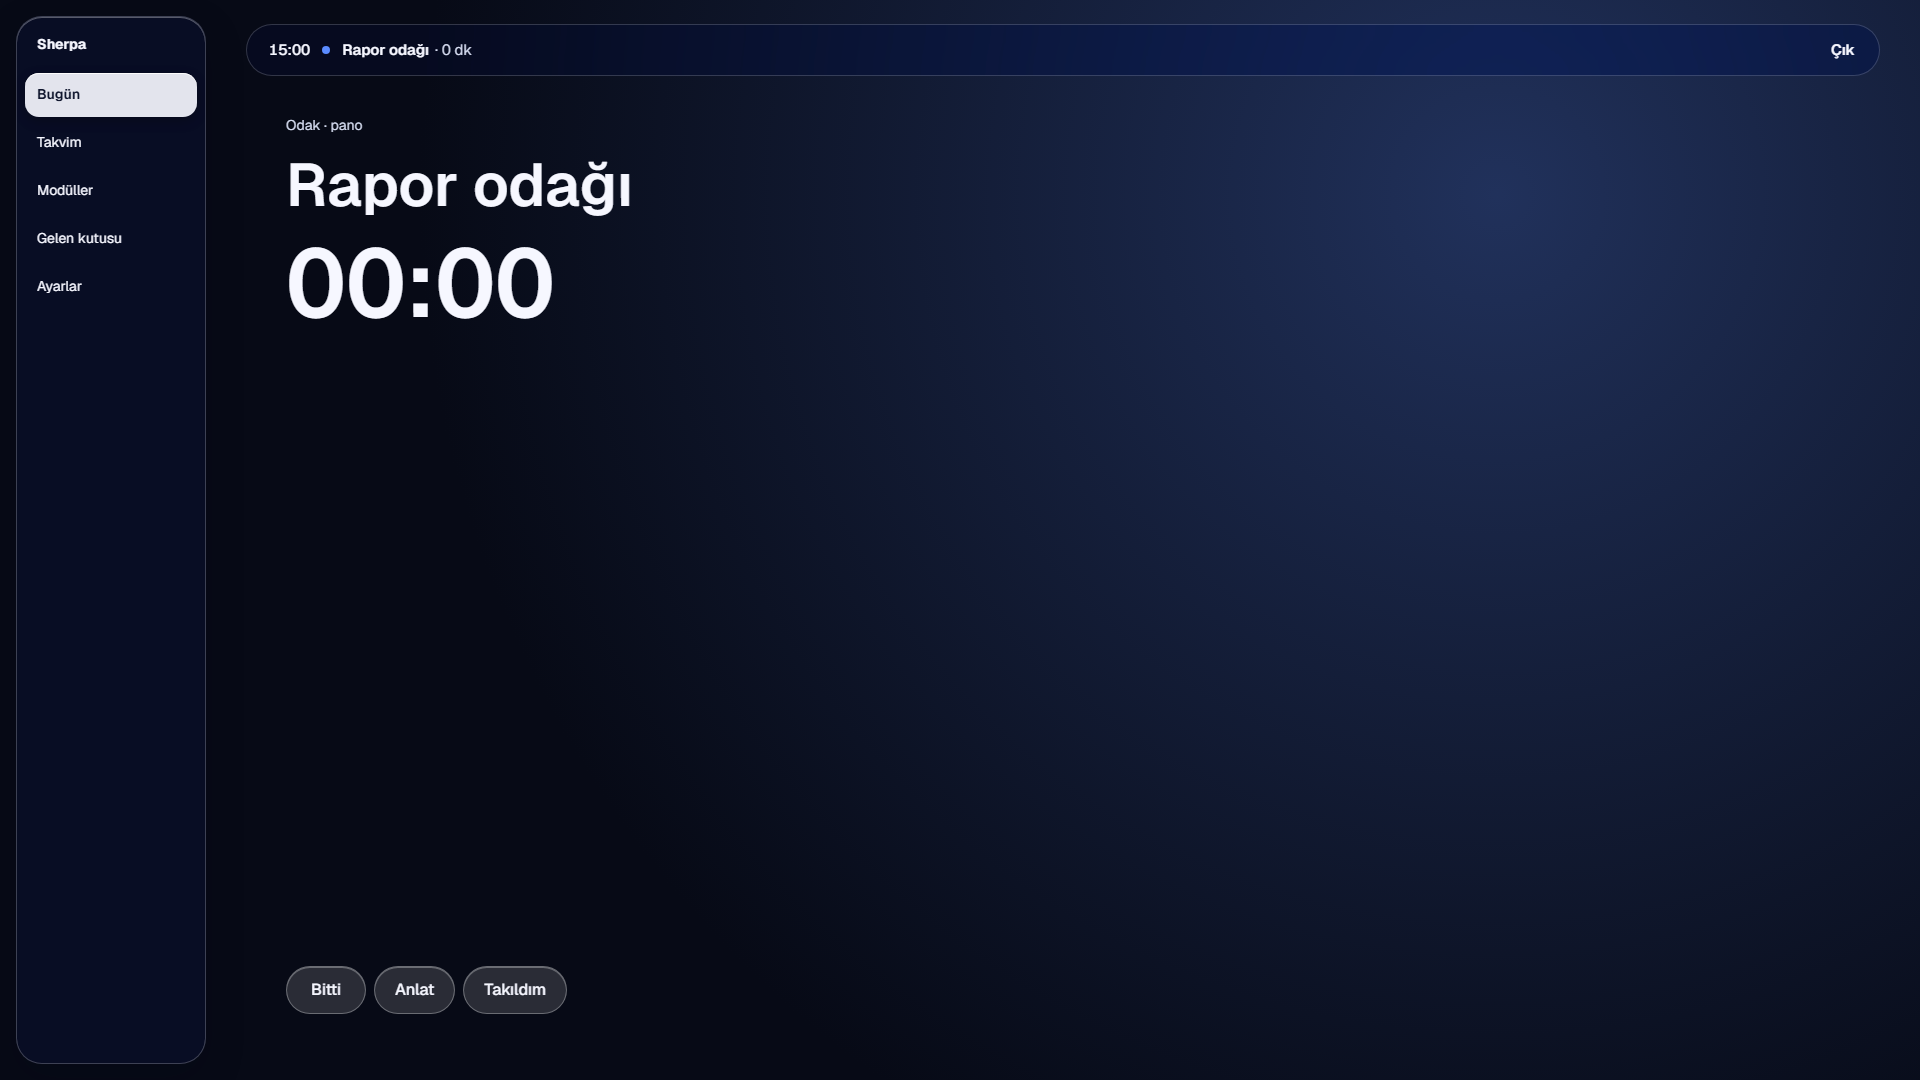 Sherpa
Bugün
Takvim
Modüller
Gelen kutusu
Ayarlar
15:00 Rapor odağı · 0 dk
Çık
Odak · pano
Rapor odağı
00:00
Bitti
Anlat
Takıldım